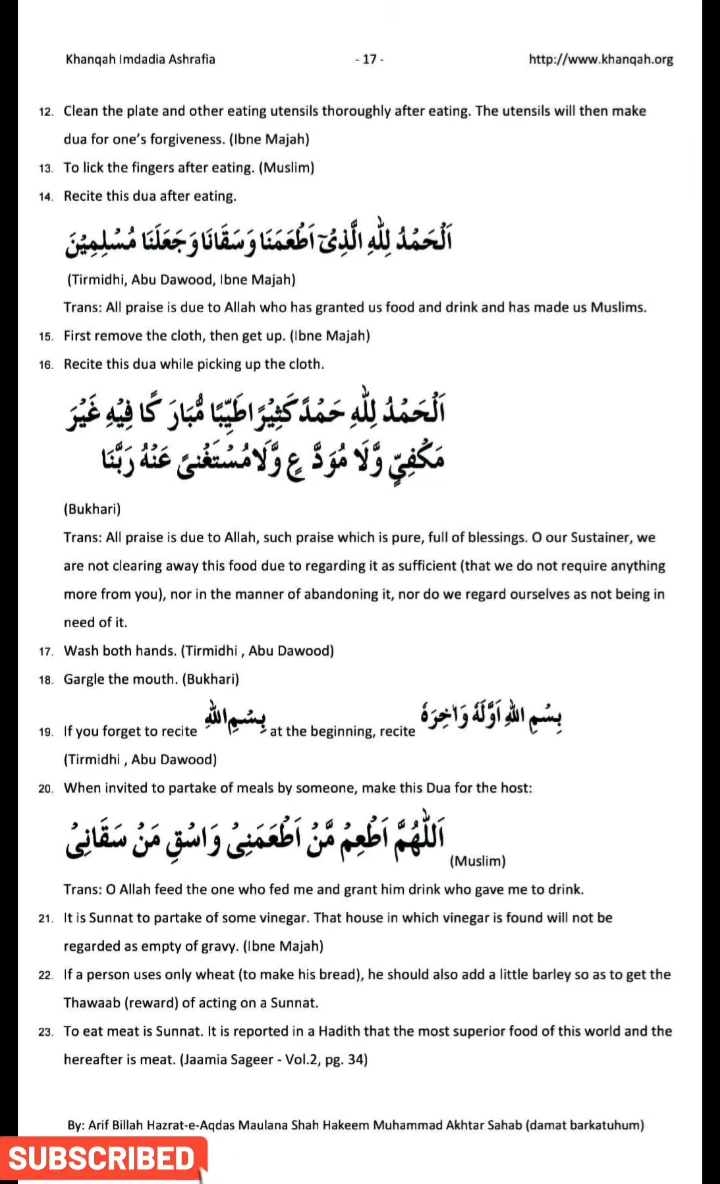 Khanqah Imdadia Ashrafia - 17 - http://www.khanqah.org
12. Clean the plate and other eating utensils thoroughly after eating. The utensils will then make
dua for one's forgiveness. (Ibne Majah)
13. To lick the fingers after eating. (Muslim)
14. Recite this dua after eating.
اَلْحَمْدُ لِلّٰهِ الَّذِیْٓ اَطْعَمَنَا وَسَقَانَا وَجَعَلَنَا مُسْلِمِیْنَ
(Tirmidhi, Abu Dawood, Ibne Majah)
Trans: All praise is due to Allah who has granted us food and drink and has made us Muslims.
15. First remove the cloth, then get up. (Ibne Majah)
16. Recite this dua while picking up the cloth.
اَلْحَمْدُ لِلّٰهِ حَمْدًا كَثِیْرًا طَیِّبًا مُّبَارَ كًا فِیْهِ غَیْرَ
مَكْفِیٍّ وَّلَا مُوَدَّ عٍ وَّلَا مُسْتَغْنیً عَنْهُ رَبَّنَا
(Bukhari)
Trans: All praise is due to Allah, such praise which is pure, full of blessings. O our Sustainer, we
are not clearing away this food due to regarding it as sufficient (that we do not require anything
more from you), nor in the manner of abandoning it, nor do we regard ourselves as not being in
need of it.
17. Wash both hands. (Tirmidhi , Abu Dawood)
18. Gargle the mouth. (Bukhari)
19. If you forget to recite بِسْمِ اللّٰهِ at the beginning, recite بِسْمِ اللّٰهِ اَوَّلَهٗ وَاٰخِرَهٗ
(Tirmidhi , Abu Dawood)
20. When invited to partake of meals by someone, make this Dua for the host:
اَللّٰهُمَّ اَطْعِمْ مَّنْ اَطْعَمَنِیْ وَاسْقِ مَنْ سَقَانِیْ (Muslim)
Trans: O Allah feed the one who fed me and grant him drink who gave me to drink.
21. It is Sunnat to partake of some vinegar. That house in which vinegar is found will not be
regarded as empty of gravy. (Ibne Majah)
22. If a person uses only wheat (to make his bread), he should also add a little barley so as to get the
Thawaab (reward) of acting on a Sunnat.
23. To eat meat is Sunnat. It is reported in a Hadith that the most superior food of this world and the
hereafter is meat. (Jaamia Sageer - Vol.2, pg. 34)
By: Arif Billah Hazrat-e-Aqdas Maulana Shah Hakeem Muhammad Akhtar Sahab (damat barkatuhum)
SUBSCRIBED